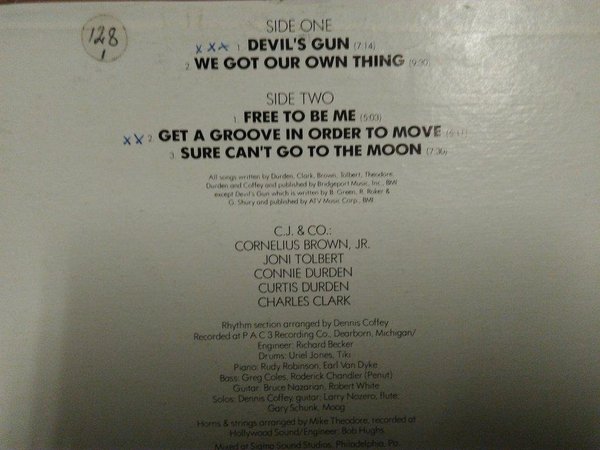 128
1
SIDE ONE
xxx 1. DEVIL'S GUN (7:14)
2. WE GOT OUR OWN THING (9:30)
SIDE TWO
1. FREE TO BE ME (5:03)
xx 2. GET A GROOVE IN ORDER TO MOVE
3. SURE CAN'T GO TO THE MOON (7:36)
All songs written by Durden, Clark, Brown, Tolbert, Theodore,
Durden and Coffey and published by Bridgeport Music, Inc., BMI
except Devil's Gun which is written by B. Green, R. Roker &
G. Shury and published by ATV Music Corp., BMI.
C.J. & CO.:
CORNELIUS BROWN, JR.
JONI TOLBERT
CONNIE DURDEN
CURTIS DURDEN
CHARLES CLARK
Rhythm section arranged by Dennis Coffey
Recorded at P A C 3 Recording Co., Dearborn, Michigan/
Engineer: Richard Becker
Drums: Uriel Jones, Tiki
Piano: Rudy Robinson, Earl Van Dyke
Bass: Greg Coles, Roderick Chandler (Penut)
Guitar: Bruce Nazarian, Robert White
Solos: Dennis Coffey, guitar: Larry Nozero, flute:
Gary Schunk, Moog
Horns & strings arranged by Mike Theodore, recorded at
Hollywood Sound/Engineer: Bob Hughs
Mixed at Sigma Sound Studios, Philadelphia, Pa.